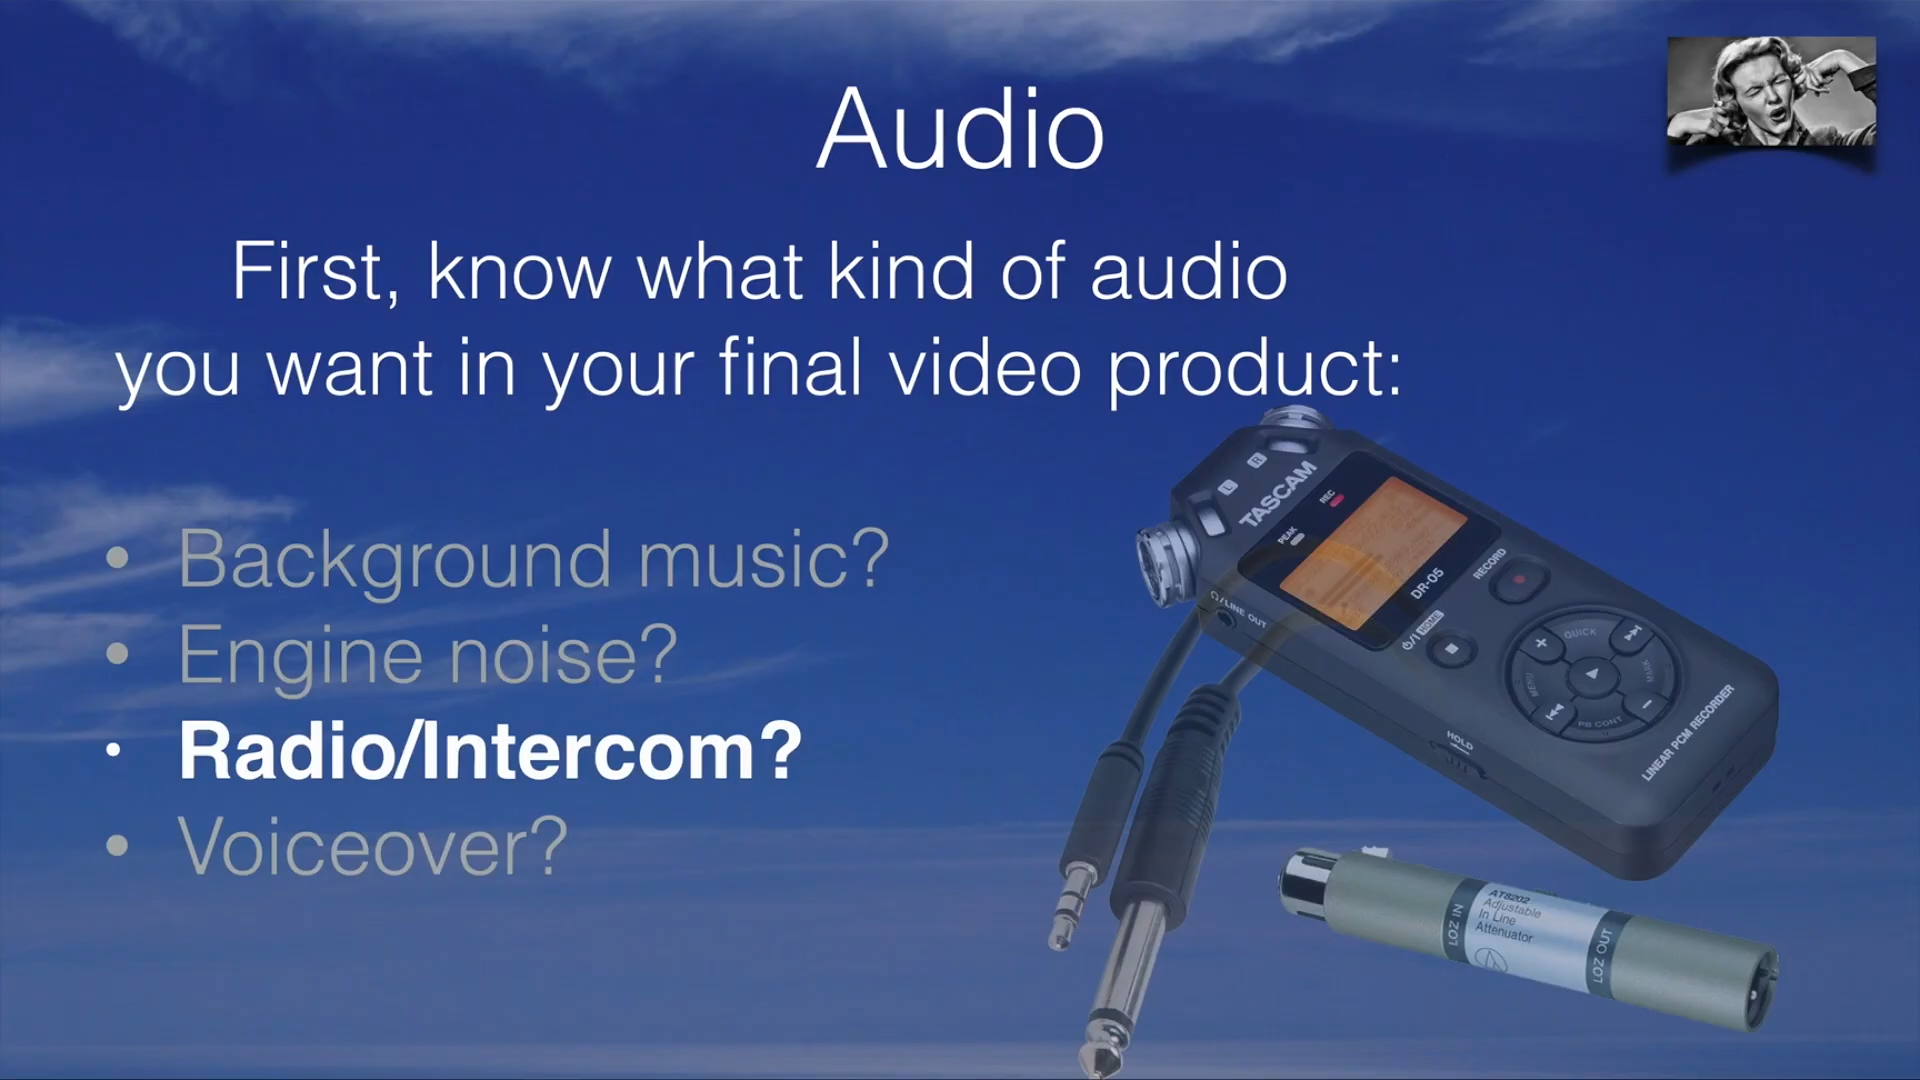 Audio
First, know what kind of audio
you want in your final video product:
• Background music?
• Engine noise?
• Radio/Intercom?
• Voiceover?
L
R
TASCAM
PEAK
REC
DR-05
RECORD
/LINE OUT
HOME
QUICK
MENU
MARK
PB CONT
HOLD
LINEAR PCM RECORDER
LOZ IN
AT8202
Adjustable
In Line
Attenuator
LOZ OUT